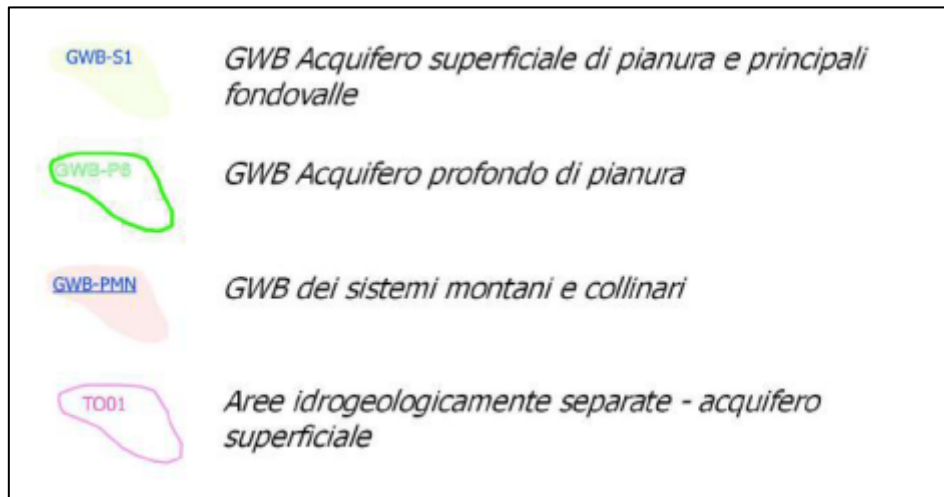 GWB-S1
GWB Acquifero superficiale di pianura e principali
fondovalle
GWB-P6
GWB Acquifero profondo di pianura
GWB-PMN
GWB dei sistemi montani e collinari
TO01
Aree idrogeologicamente separate - acquifero
superficiale